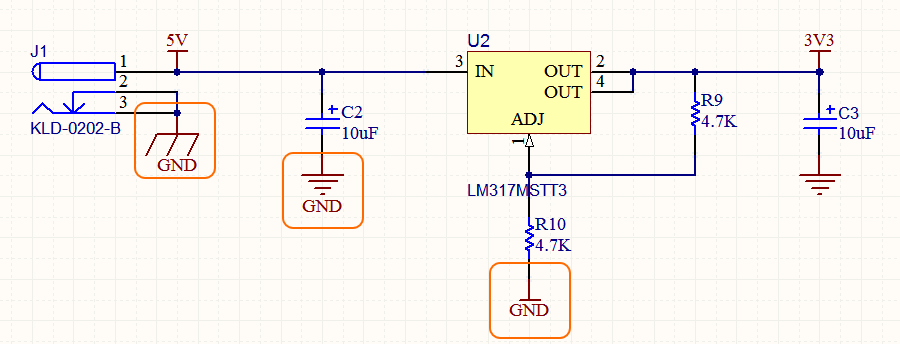 J1
5V
1
2
3
KLD-0202-B
GND
C2
10uF
GND
U2
3
IN
OUT
2
OUT
4
ADJ
1
LM317MSTT3
R9
4.7K
R10
4.7K
GND
3V3
C3
10uF